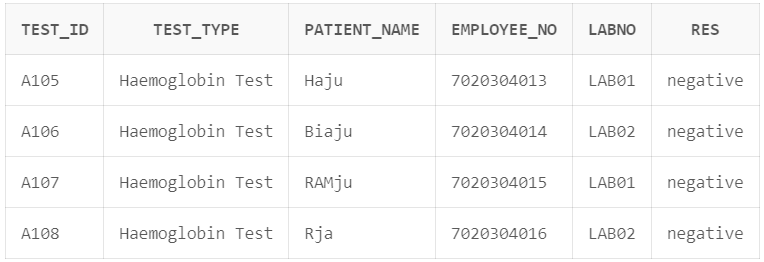 TEST_ID TEST_TYPE PATIENT_NAME EMPLOYEE_NO LABNO RES
A105 Haemoglobin Test Haju 7020304013 LAB01 negative
A106 Haemoglobin Test Biaju 7020304014 LAB02 negative
A107 Haemoglobin Test RAMju 7020304015 LAB01 negative
A108 Haemoglobin Test Rja 7020304016 LAB02 negative